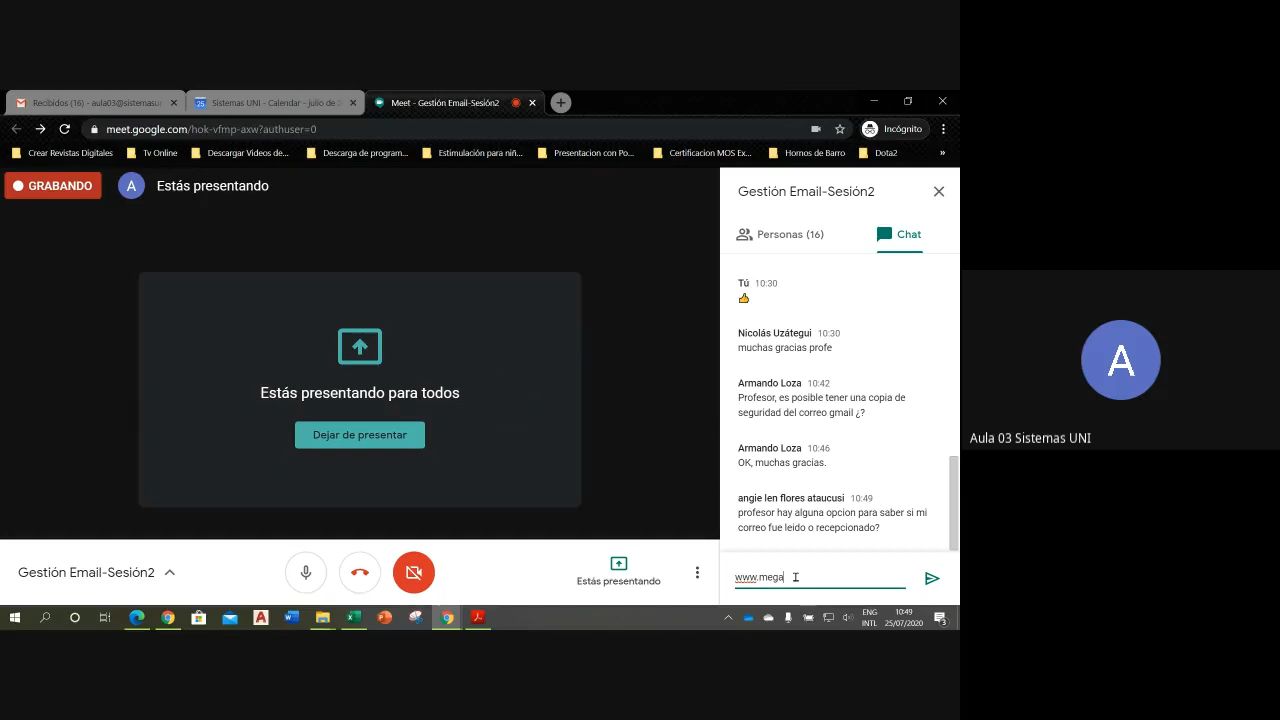 Recibidos (16) - aula03@sistemasu
Sistemas UNI - Calendar - julio de 2
Meet - Gestión Email-Sesión2
meet.google.com/hok-vfmp-axw?authuser=0
Incógnito
Crear Revistas Digitales
Tv Online
Descargar Videos de...
Descarga de program...
Estimulación para niñ...
Presentacion con Po...
Certificacion MOS Ex...
Hornos de Barro
Dota2
»
GRABANDO
A
Estás presentando
Gestión Email-Sesión2
Personas (16)
Chat
Tú 10:30
👍
Nicolás Uzátegui 10:30
muchas gracias profe
Armando Loza 10:42
Profesor, es posible tener una copia de
seguridad del correo gmail ¿?
Armando Loza 10:46
OK, muchas gracias.
angie len flores ataucusi 10:49
profesor hay alguna opcion para saber si mi
correo fue leido o recepcionado?
www.mega
Estás presentando para todos
Dejar de presentar
Gestión Email-Sesión2
Estás presentando
ENG
INTL
10:49
25/07/2020
3
A
Aula 03 Sistemas UNI